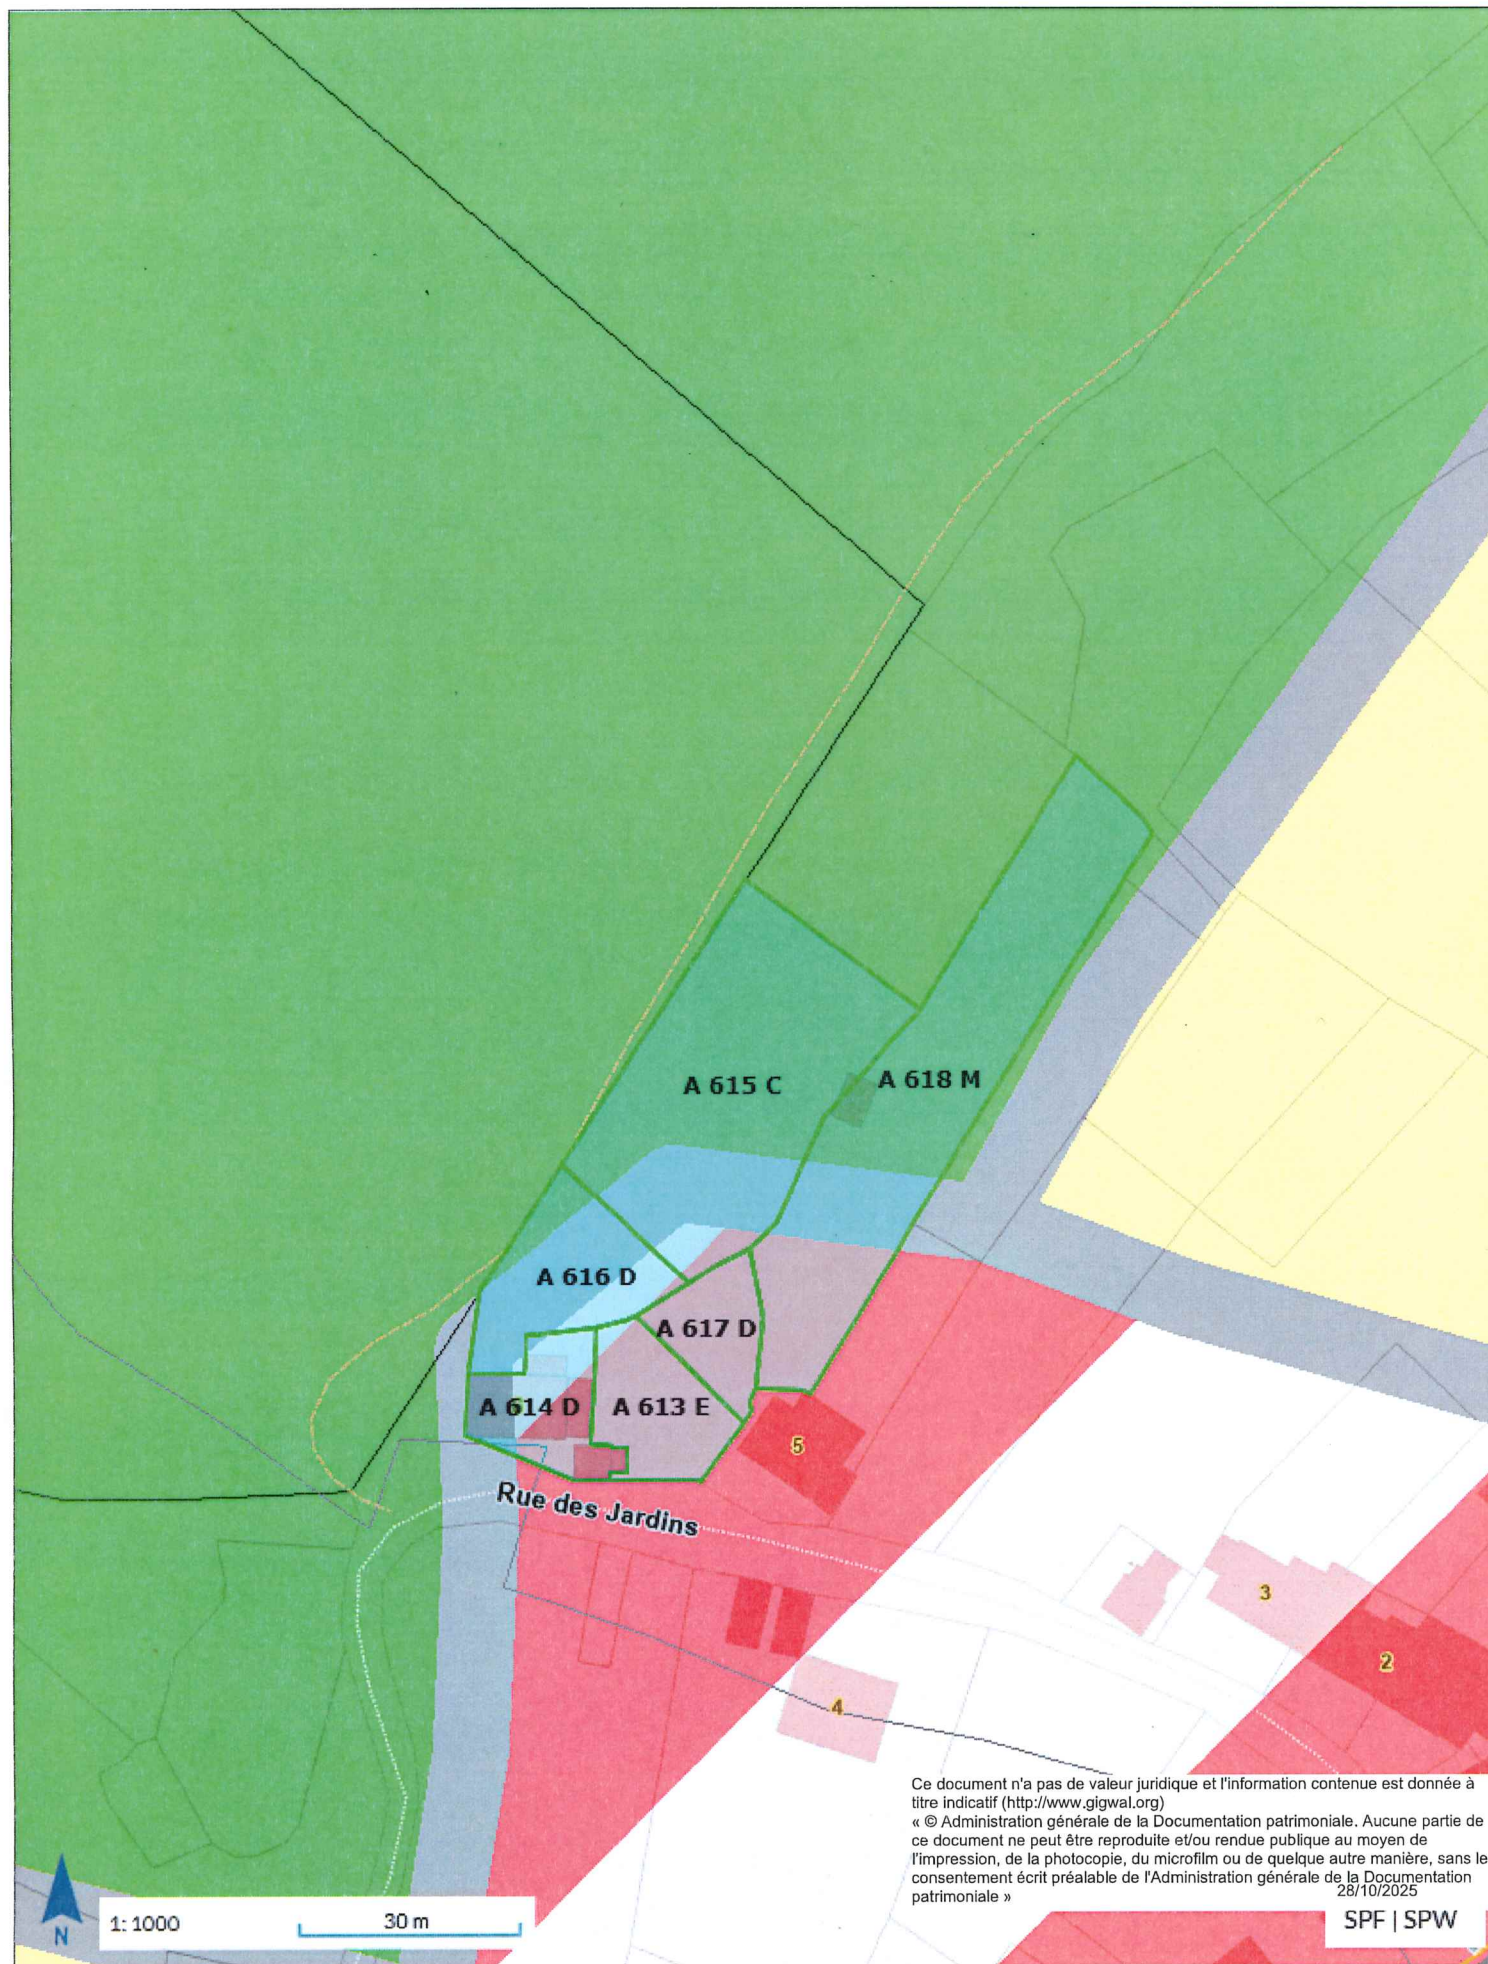 A 615 C
A 618 M
A 616 D
A 617 D
A 614 D
A 613 E
5
Rue des Jardins
3
2
4
Ce document n'a pas de valeur juridique et l'information contenue est donnée à
titre indicatif (http://www.gigwal.org)
« © Administration générale de la Documentation patrimoniale. Aucune partie de
ce document ne peut être reproduite et/ou rendue publique au moyen de
l'impression, de la photocopie, du microfilm ou de quelque autre manière, sans le
consentement écrit préalable de l'Administration générale de la Documentation
patrimoniale »
28/10/2025
SPF | SPW
N
1: 1000
30 m